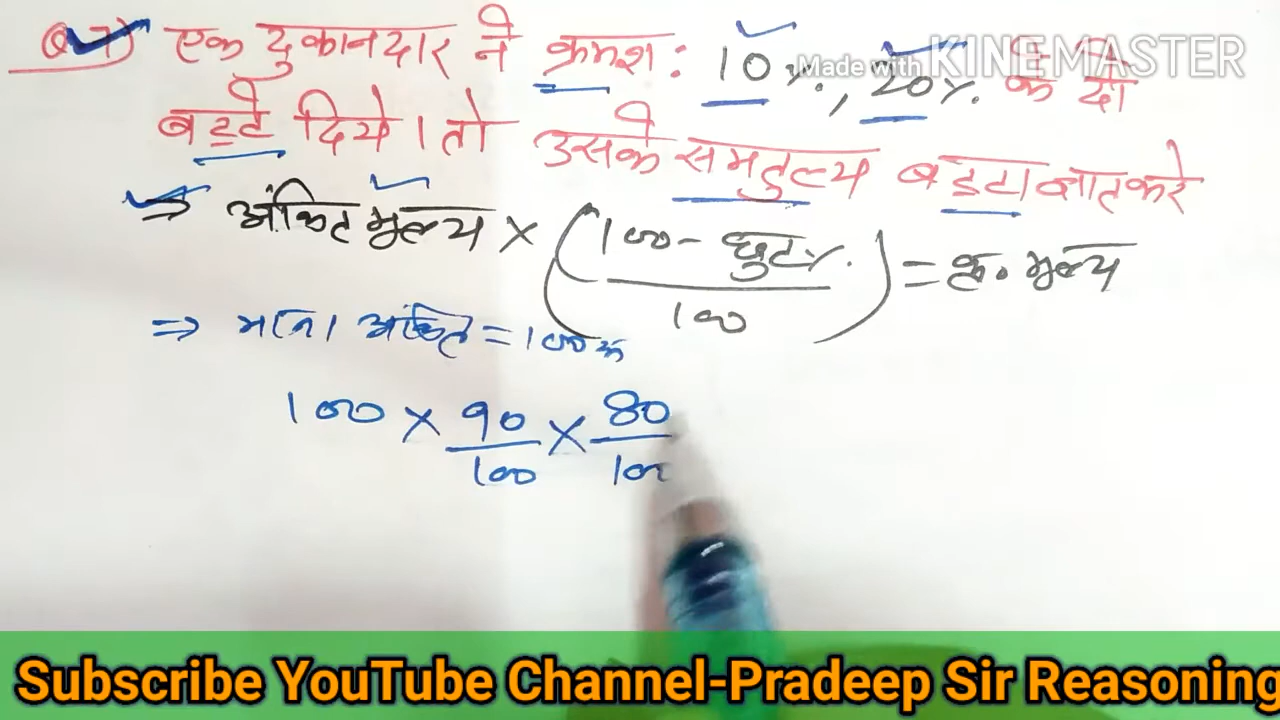 Q 7) एक दुकानदार ने क्रमश: 10%, 20% के दो
Made with KINEMASTER
बट्टे दिये। तो उसके समतुल्य बट्टा ज्ञात करे
⇒ अंकित मूल्य × (100 - छुट% / 100) = क्र. मूल्य
⇒ माना अंकित = 100 रू
100 × 90/100 × 80/100
Subscribe YouTube Channel-Pradeep Sir Reasoning